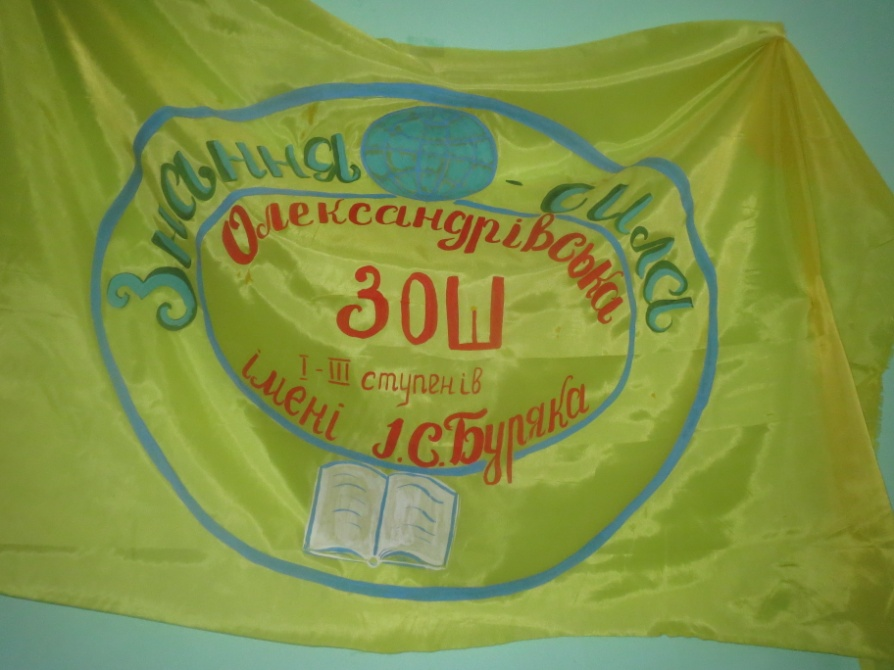 Знання - сила
Олександрівська
ЗОШ
І-ІІІ ступенів
імені І.С.Буряка